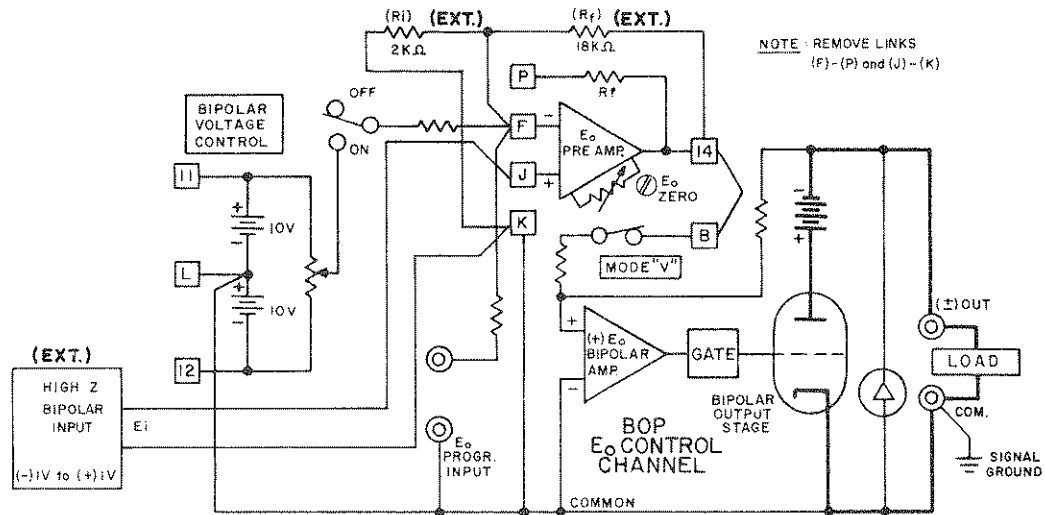 (Ri) (EXT.) (Rf)
2KΩ 18KΩ
NOTE : REMOVE LINKS
(F)-(P) and (J)-(K)
P
Rf
OFF
BIPOLAR
VOLTAGE
CONTROL
ON
F
-
Eo
PRE AMP.
14
J
+
Eo
ZERO
11
+
10V
-
K
B
MODE "V"
-
+
L
+
10V
-
12
(±) OUT
LOAD
COM.
SIGNAL
GROUND
+
(+) Eo
BIPOLAR
AMP.
-
GATE
BIPOLAR
OUTPUT
STAGE
(EXT.)
HIGH Z
BIPOLAR
INPUT
Ei
(-)1V to (+)1V
Eo
PROGR.
INPUT
BOP
Eo CONTROL
CHANNEL
COMMON